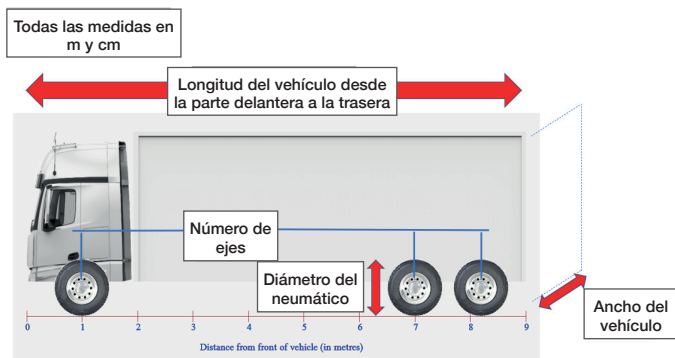 Todas las medidas en
m y cm
Longitud del vehículo desde
la parte delantera a la trasera
Número de
ejes
Diámetro del
neumático
Ancho del
vehículo
0 1 2 3 4 5 6 7 8 9
Distance from front of vehicle (in metres)